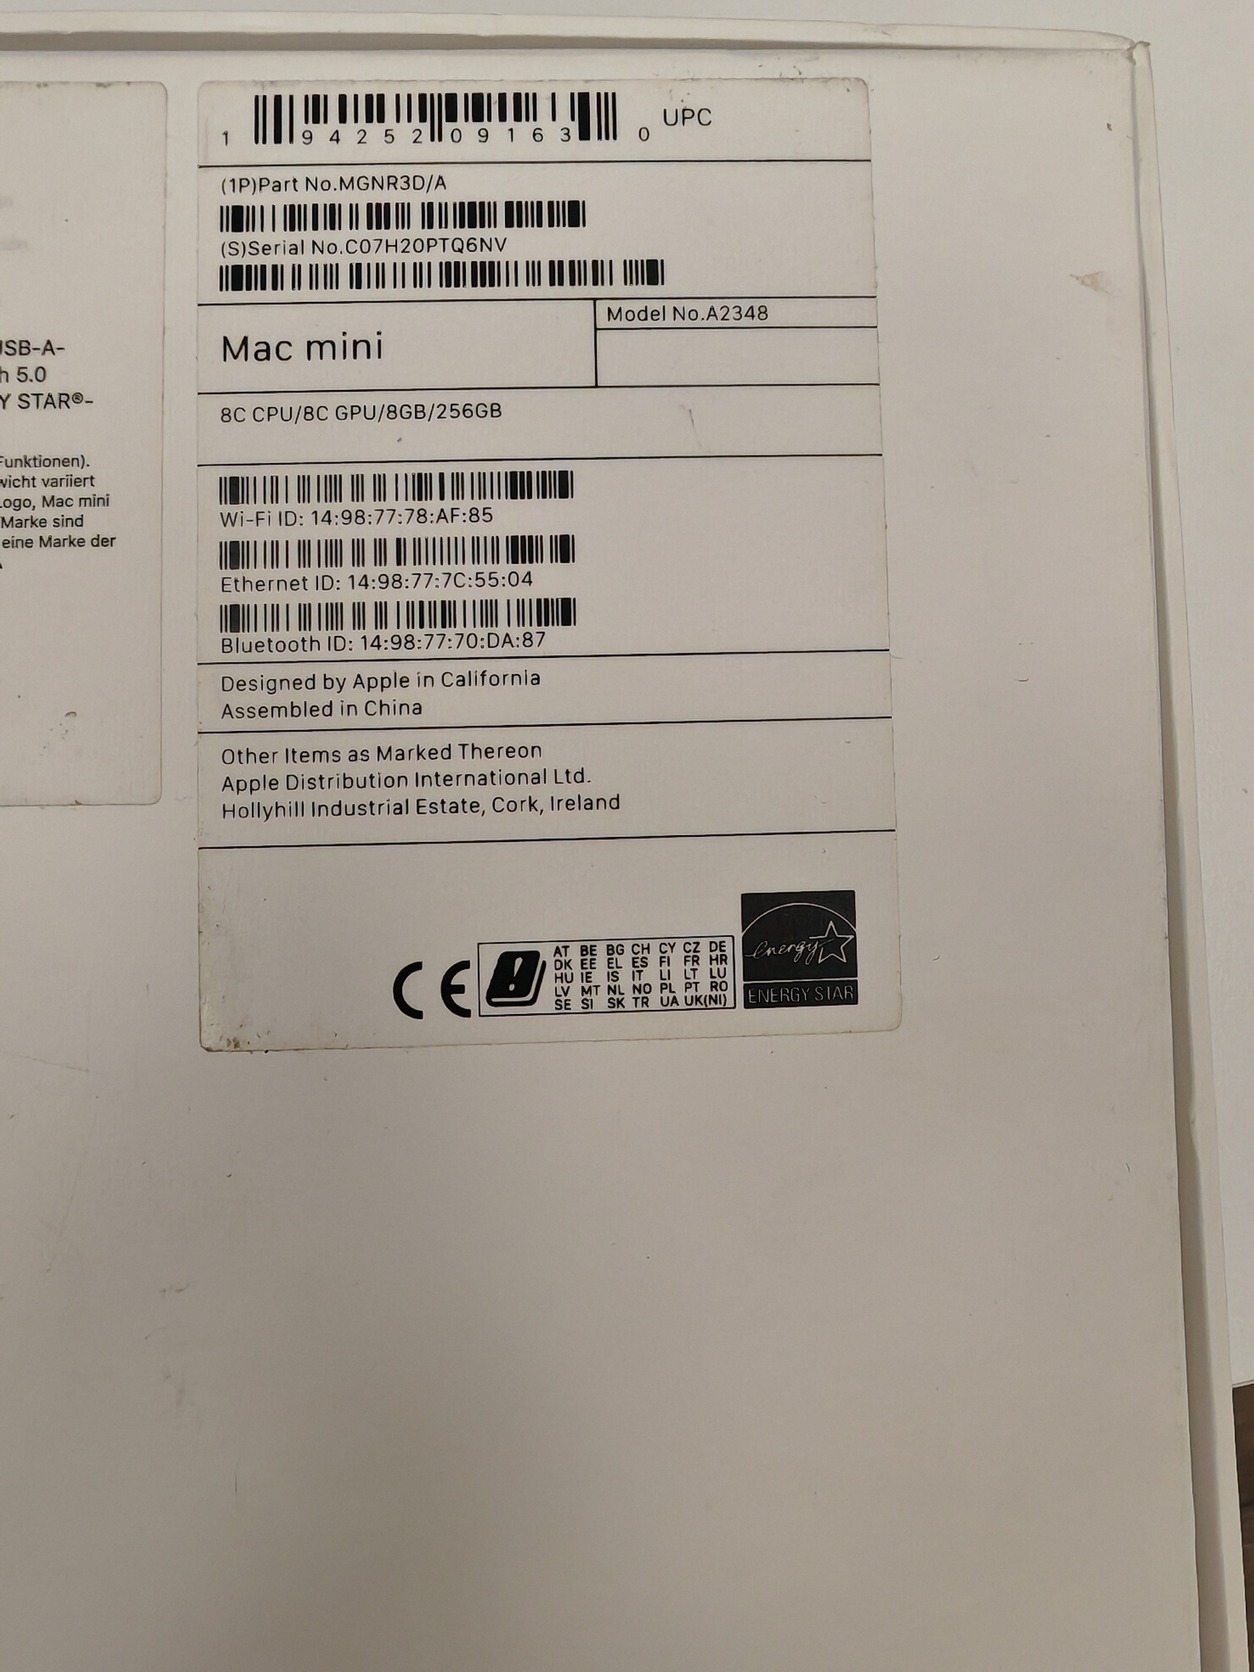 USB-A-
h 5.0
Y STAR®-
Funktionen).
wicht variiert
Logo, Mac mini
Marke sind
eine Marke der
1 94252 09163 0 UPC
(1P)Part No.MGNR3D/A
(S)Serial No.C07H20PTQ6NV
Mac mini
Model No.A2348
8C CPU/8C GPU/8GB/256GB
Wi-Fi ID: 14:98:77:78:AF:85
Ethernet ID: 14:98:77:7C:55:04
Bluetooth ID: 14:98:77:70:DA:87
Designed by Apple in California
Assembled in China
Other Items as Marked Thereon
Apple Distribution International Ltd.
Hollyhill Industrial Estate, Cork, Ireland
CE
AT BE BG CH CY CZ DE
DK EE EL ES FI FR HR
HU IE IS IT LI LT LU
LV MT NL NO PL PT RO
SE SI SK TR UA UK(NI)
energy
ENERGY STAR